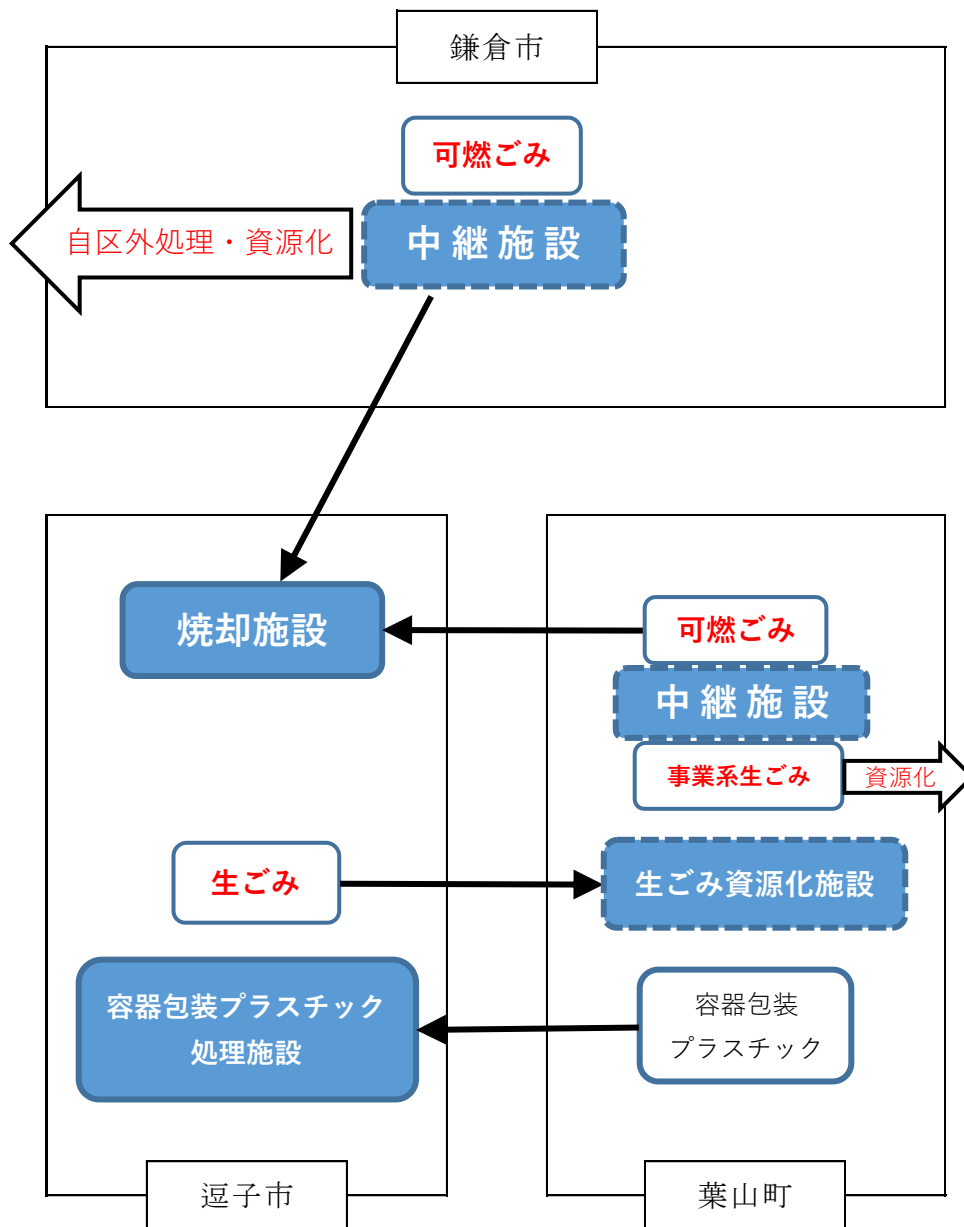 鎌倉市
可燃ごみ
自区外処理・資源化
中継施設
焼却施設
可燃ごみ
中継施設
事業系生ごみ
資源化
生ごみ
生ごみ資源化施設
容器包装プラスチック
処理施設
容器包装
プラスチック
逗子市
葉山町